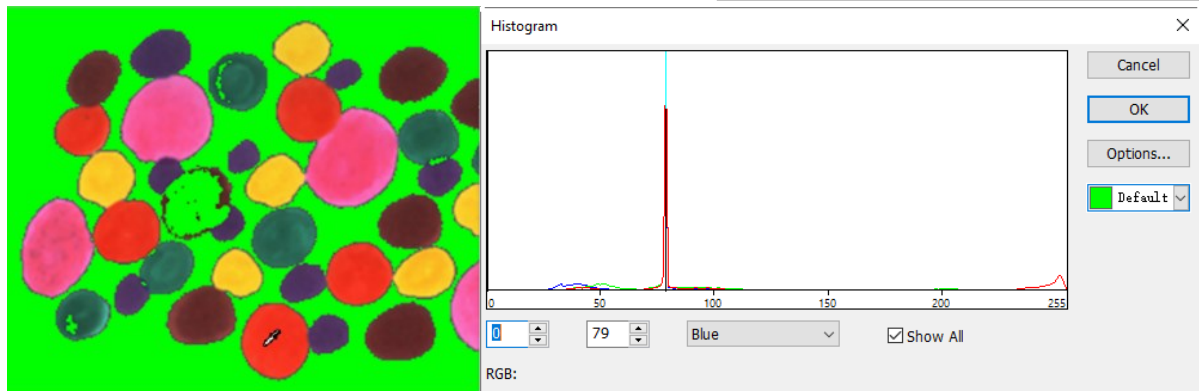 Histogram
Cancel
OK
Options...
Default
0 50 100 150 200 255
0 79 Blue Show All
RGB: